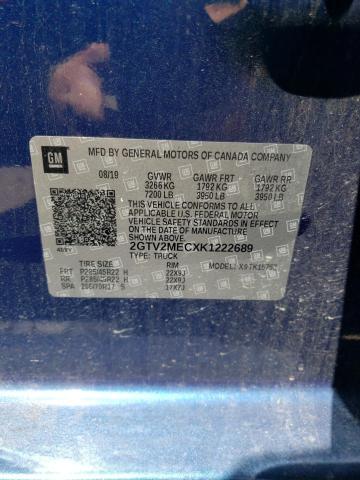 GM
MFD BY GENERAL MOTORS OF CANADA COMPANY
08/19 GVWR GAWR FRT GAWR RR
3266 KG 1792 KG 1792 KG
7200 LB 3950 LB 3950 LB
THIS VEHICLE CONFORMS TO ALL
APPLICABLE U.S. FEDERAL MOTOR
VEHICLE SAFETY STANDARDS IN EFFECT
ON THE DATE OF MANUFACTURE
SHOWN ABOVE.
2GTV2MECXK1222689
TYPE: TRUCK
TIRE SIZE RIM MODEL:
FRT P285/45R22 H 22X9J
RR P285/45R22 H 22X9J
SPA 17X7J